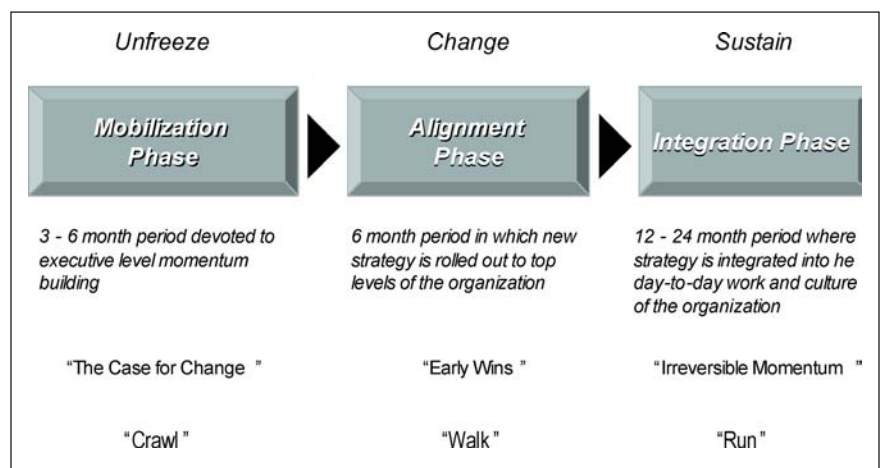 Unfreeze
Change
Sustain
Mobilization
Phase
Alignment
Phase
Integration Phase
3 - 6 month period devoted to
executive level momentum
building
6 month period in which new
strategy is rolled out to top
levels of the organization
12 - 24 month period where
strategy is integrated into he
day-to-day work and culture
of the organization
“The Case for Change ”
“Early Wins ”
“Irreversible Momentum ”
“Crawl ”
“Walk ”
“Run ”